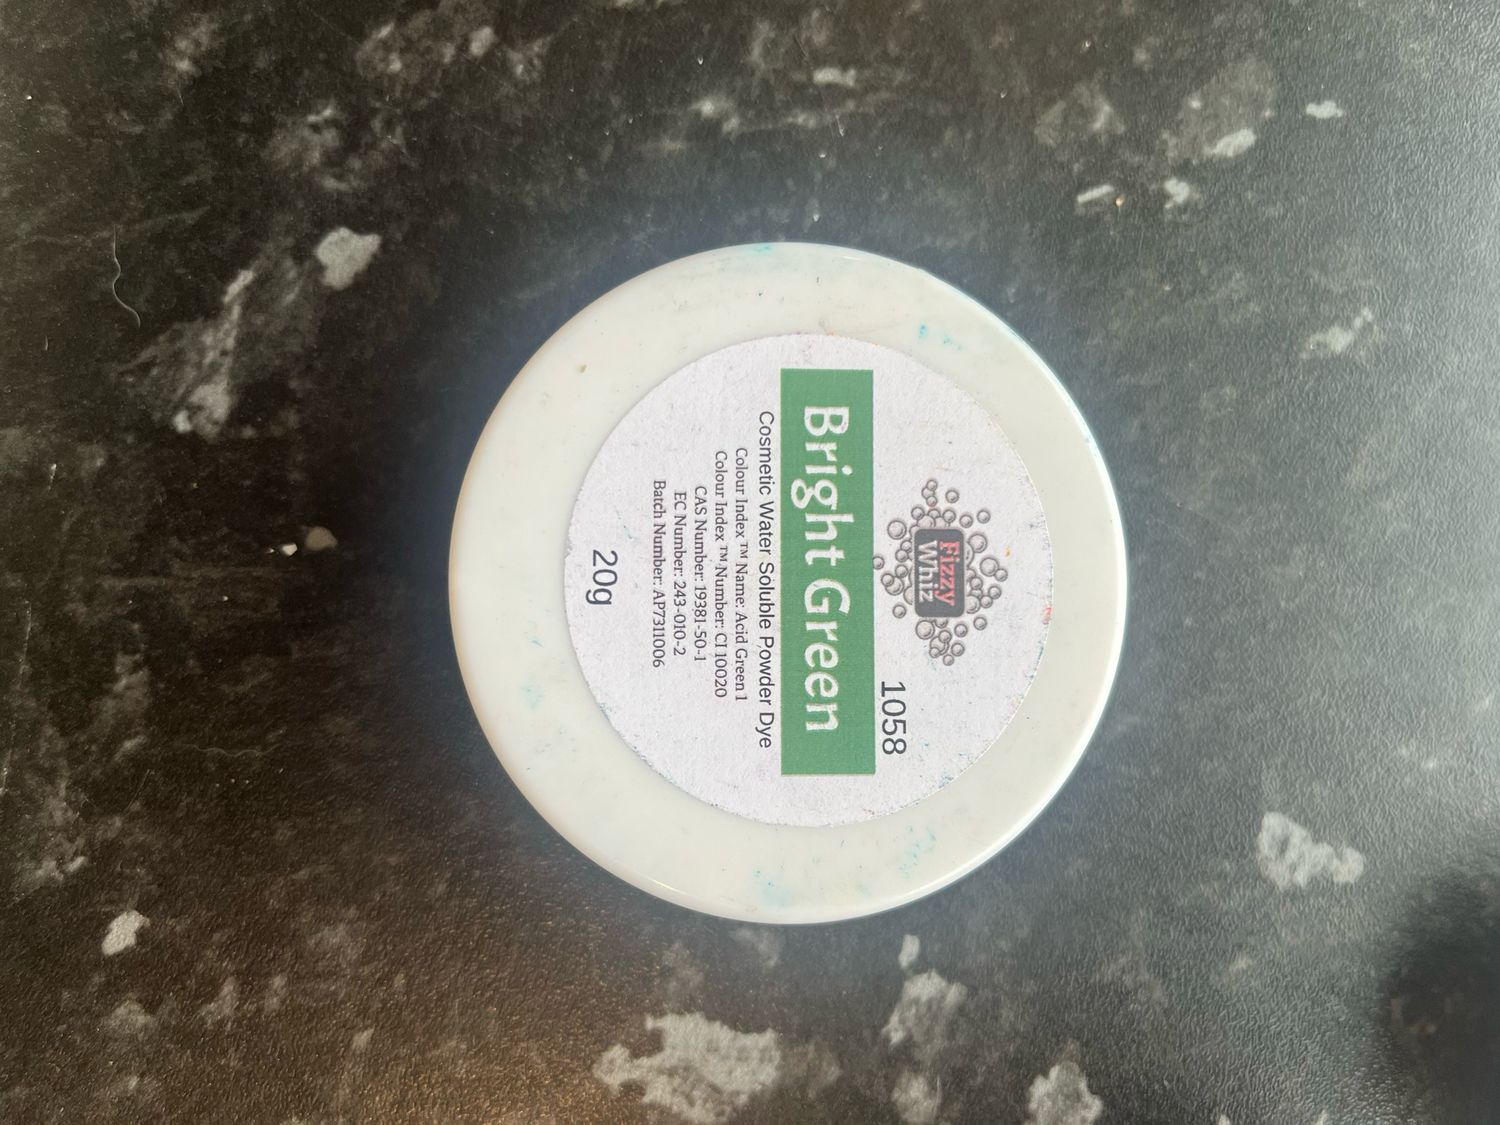 Fizzy
Whiz
1058
Bright Green
Cosmetic Water Soluble Powder Dye
Colour Index ™ Name: Acid Green 1
Colour Index ™ Number: CI 10020
CAS Number: 19381-50-1
EC Number: 243-010-2
Batch Number: AP7311006
20g